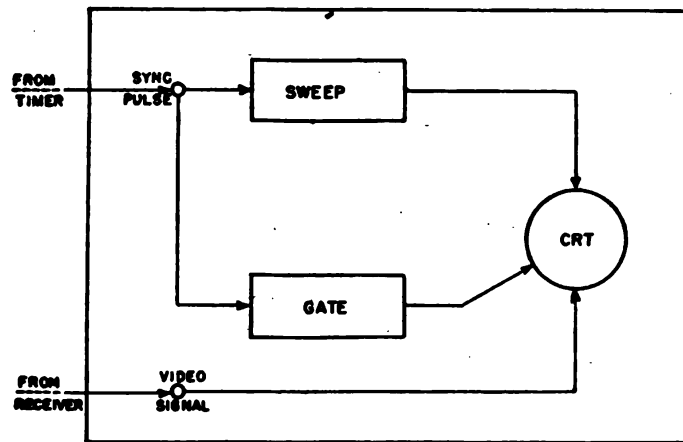 FROM
TIMER
SYNC
PULSE
SWEEP
CRT
GATE
FROM
RECEIVER
VIDEO
SIGNAL